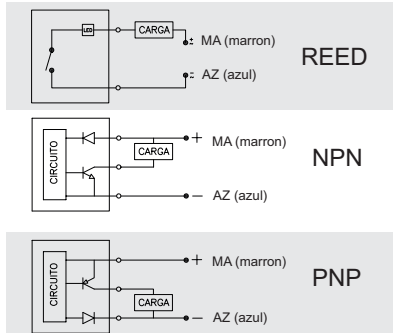 LED
CARGA
± MA (marron)
AZ (azul)
REED
CIRCUITO
CARGA
+ MA (marron)
− AZ (azul)
NPN
CIRCUITO
CARGA
+ MA (marron)
− AZ (azul)
PNP